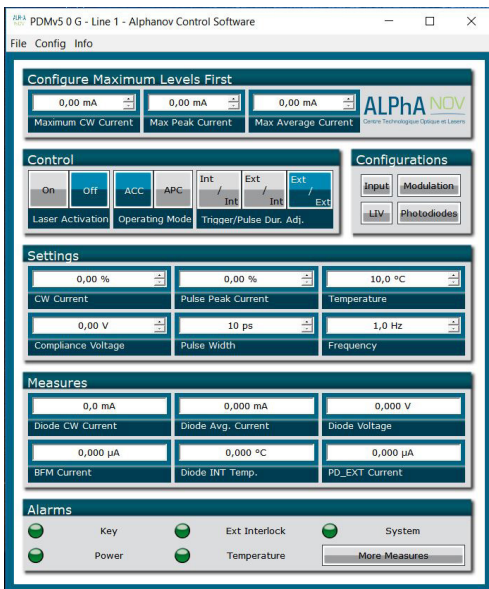 PDMv5 0 G - Line 1 - Alphanov Control Software
File Config Info
Configure Maximum Levels First
0,00 mA 0,00 mA 0,00 mA
Maximum CW Current Max Peak Current Max Average Current
ALPhA NOV
Centre Technologique Optique et Lasers
Control
On Off ACC APC Int / Int Ext / Int Ext / Ext
Laser Activation Operating Mode Trigger/Pulse Dur. Adj.
Configurations
Input Modulation
LIV Photodiodes
Settings
0,00 % 0,00 % 10,0 °C
CW Current Pulse Peak Current Temperature
0,00 V 10 ps 1,0 Hz
Compliance Voltage Pulse Width Frequency
Measures
0,0 mA 0,000 mA 0,000 V
Diode CW Current Diode Avg. Current Diode Voltage
0,000 µA 0,000 °C 0,000 µA
BFM Current Diode INT Temp. PD_EXT Current
Alarms
Key Ext Interlock System
Power Temperature More Measures